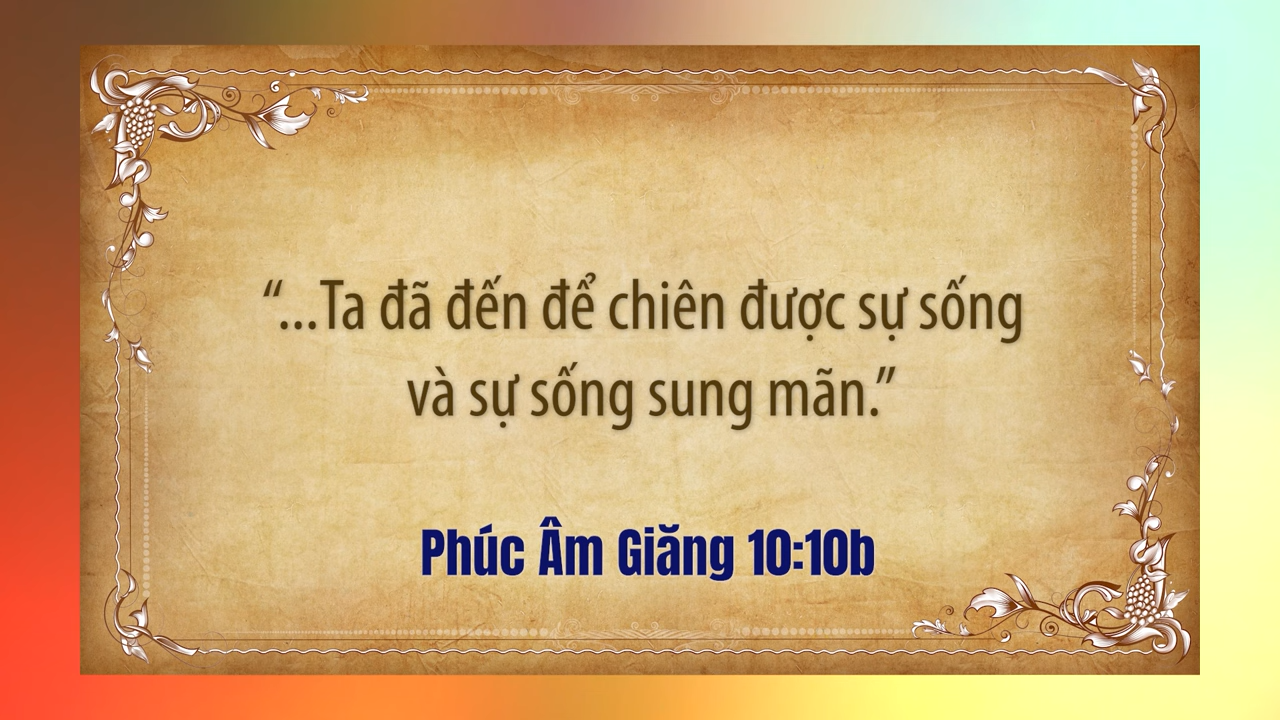 “...Ta đã đến để chiên được sự sống
và sự sống sung mãn.”
Phúc Âm Giăng 10:10b